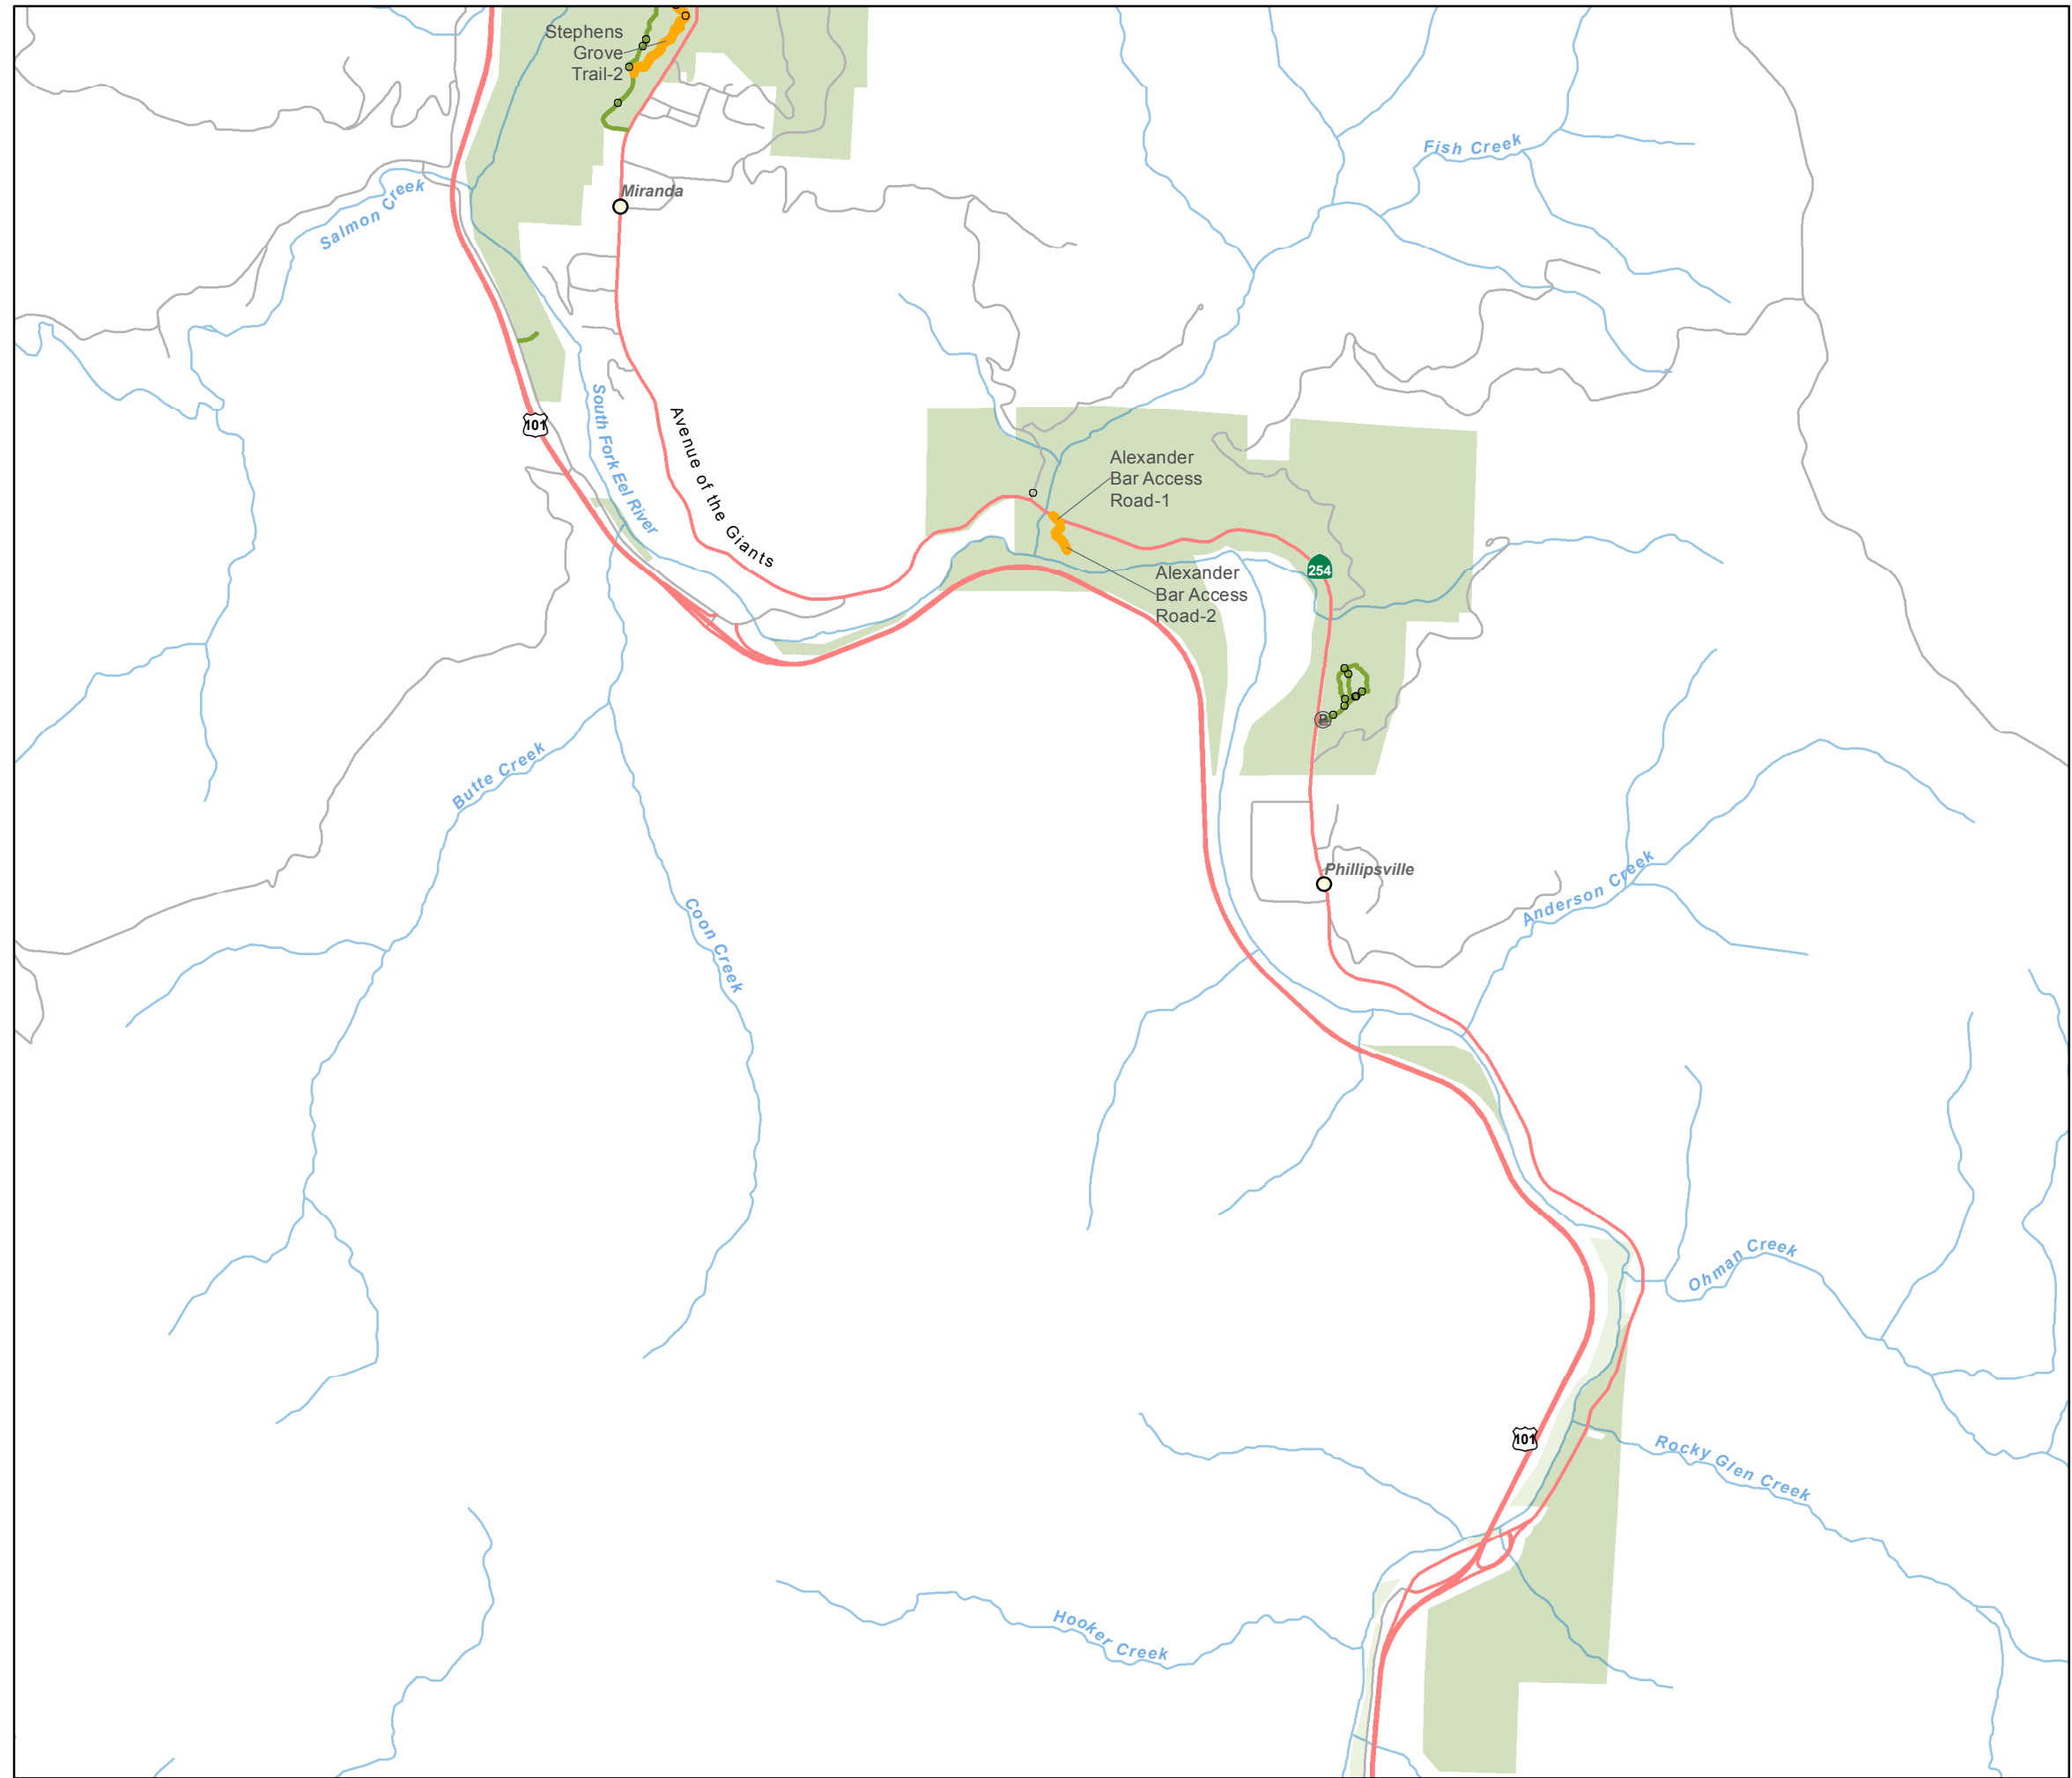 Stephens
Grove
Trail-2
Fish Creek
Miranda
Salmon Creek
101
South Fork Eel River
Avenue of the Giants
Alexander
Bar Access
Road-1
254
Alexander
Bar Access
Road-2
P
Butte Creek
Phillipsville
Anderson Creek
Coon Creek
Ohman Creek
101
Rocky Glen Creek
Hooker Creek